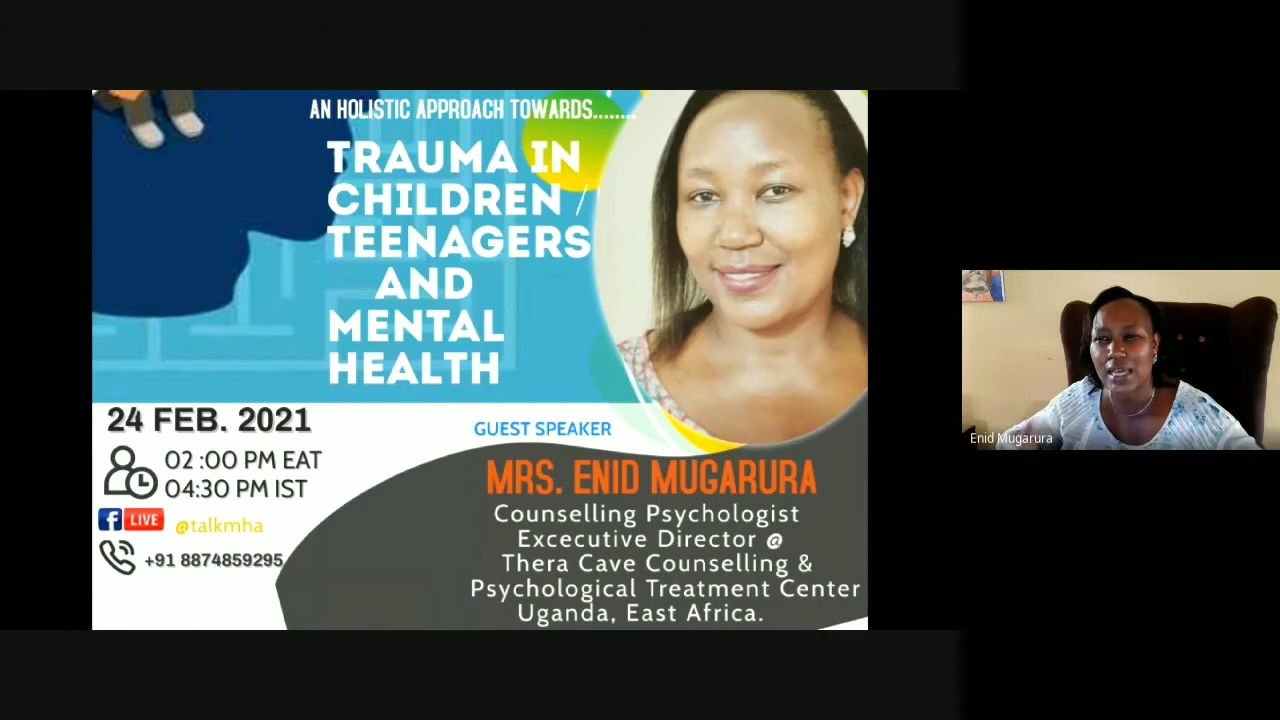 AN HOLISTIC APPROACH TOWARDS........
TRAUMA IN
CHILDREN /
TEENAGERS
AND
MENTAL
HEALTH
24 FEB. 2021
02 :00 PM EAT
04:30 PM IST
f LIVE @talkmha
+91 8874859295
GUEST SPEAKER
MRS. ENID MUGARURA
Counselling Psychologist
Excecutive Director @
Thera Cave Counselling &
Psychological Treatment Center
Uganda, East Africa.
Enid Mugarura